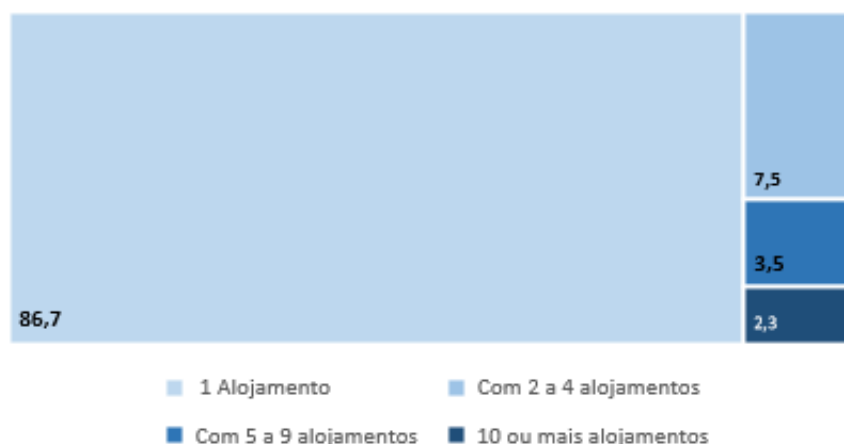 7,5
3,5
86,7
2,3
1 Alojamento
Com 2 a 4 alojamentos
Com 5 a 9 alojamentos
10 ou mais alojamentos